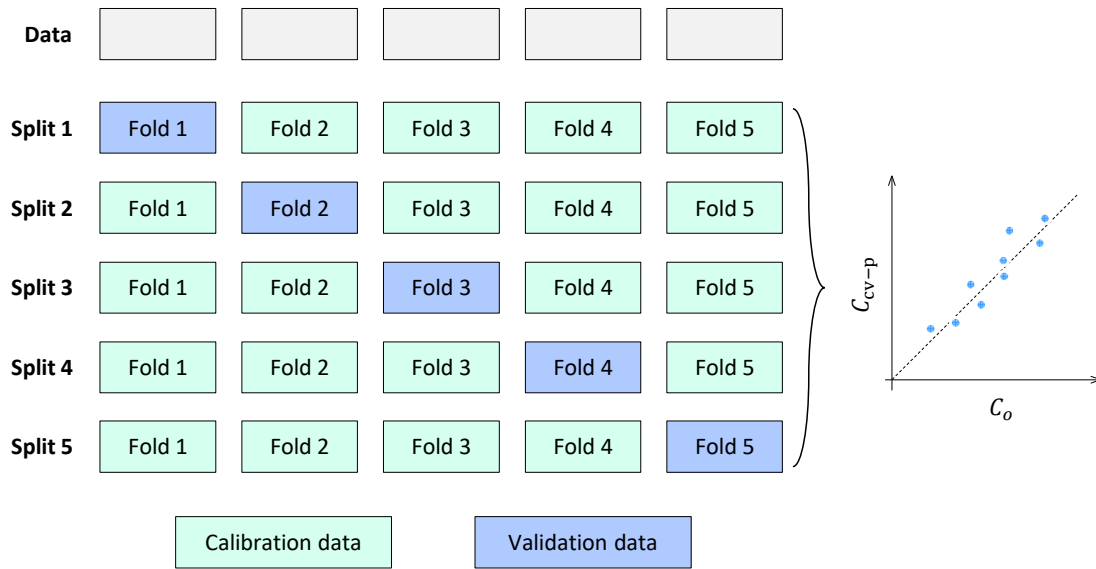 Data
Split 1 Fold 1 Fold 2 Fold 3 Fold 4 Fold 5
Split 2 Fold 1 Fold 2 Fold 3 Fold 4 Fold 5
Split 3 Fold 1 Fold 2 Fold 3 Fold 4 Fold 5
Split 4 Fold 1 Fold 2 Fold 3 Fold 4 Fold 5
Split 5 Fold 1 Fold 2 Fold 3 Fold 4 Fold 5
Calibration data Validation data
C_{cv-p}
C_o